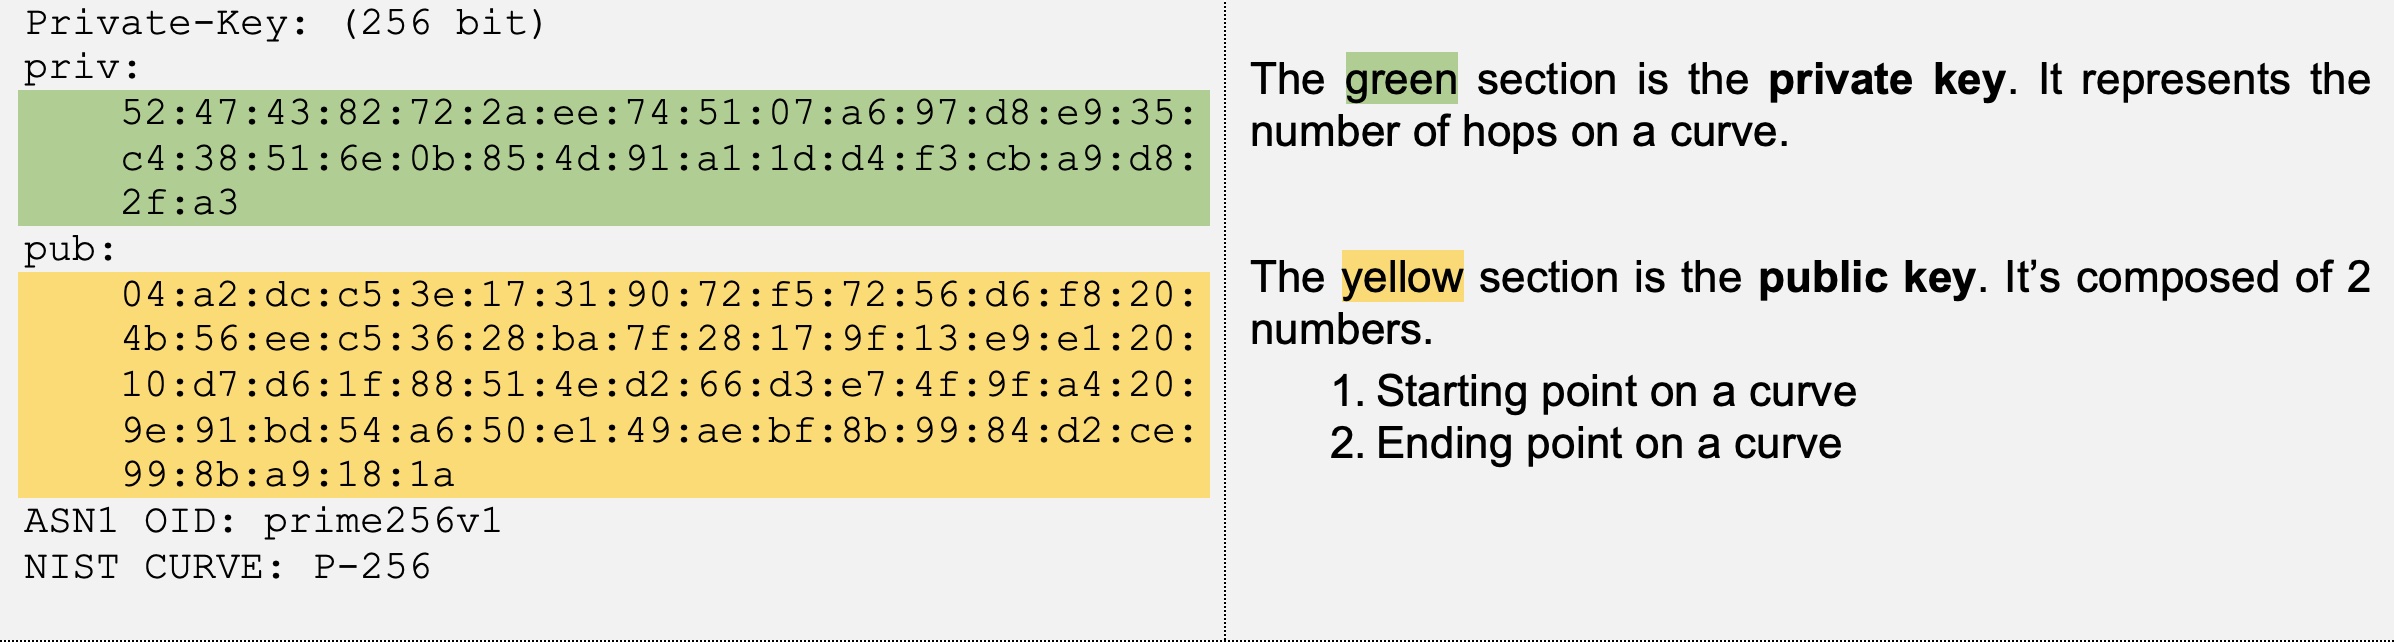 Private-Key: (256 bit)
priv:
52:47:43:82:72:2a:ee:74:51:07:a6:97:d8:e9:35:
c4:38:51:6e:0b:85:4d:91:a1:1d:d4:f3:cb:a9:d8:
2f:a3
pub:
04:a2:dc:c5:3e:17:31:90:72:f5:72:56:d6:f8:20:
4b:56:ee:c5:36:28:ba:7f:28:17:9f:13:e9:e1:20:
10:d7:d6:1f:88:51:4e:d2:66:d3:e7:4f:9f:a4:20:
9e:91:bd:54:a6:50:e1:49:ae:bf:8b:99:84:d2:ce:
99:8b:a9:18:1a
ASN1 OID: prime256v1
NIST CURVE: P-256
The green section is the private key. It represents the
number of hops on a curve.
The yellow section is the public key. It’s composed of 2
numbers.
1. Starting point on a curve
2. Ending point on a curve